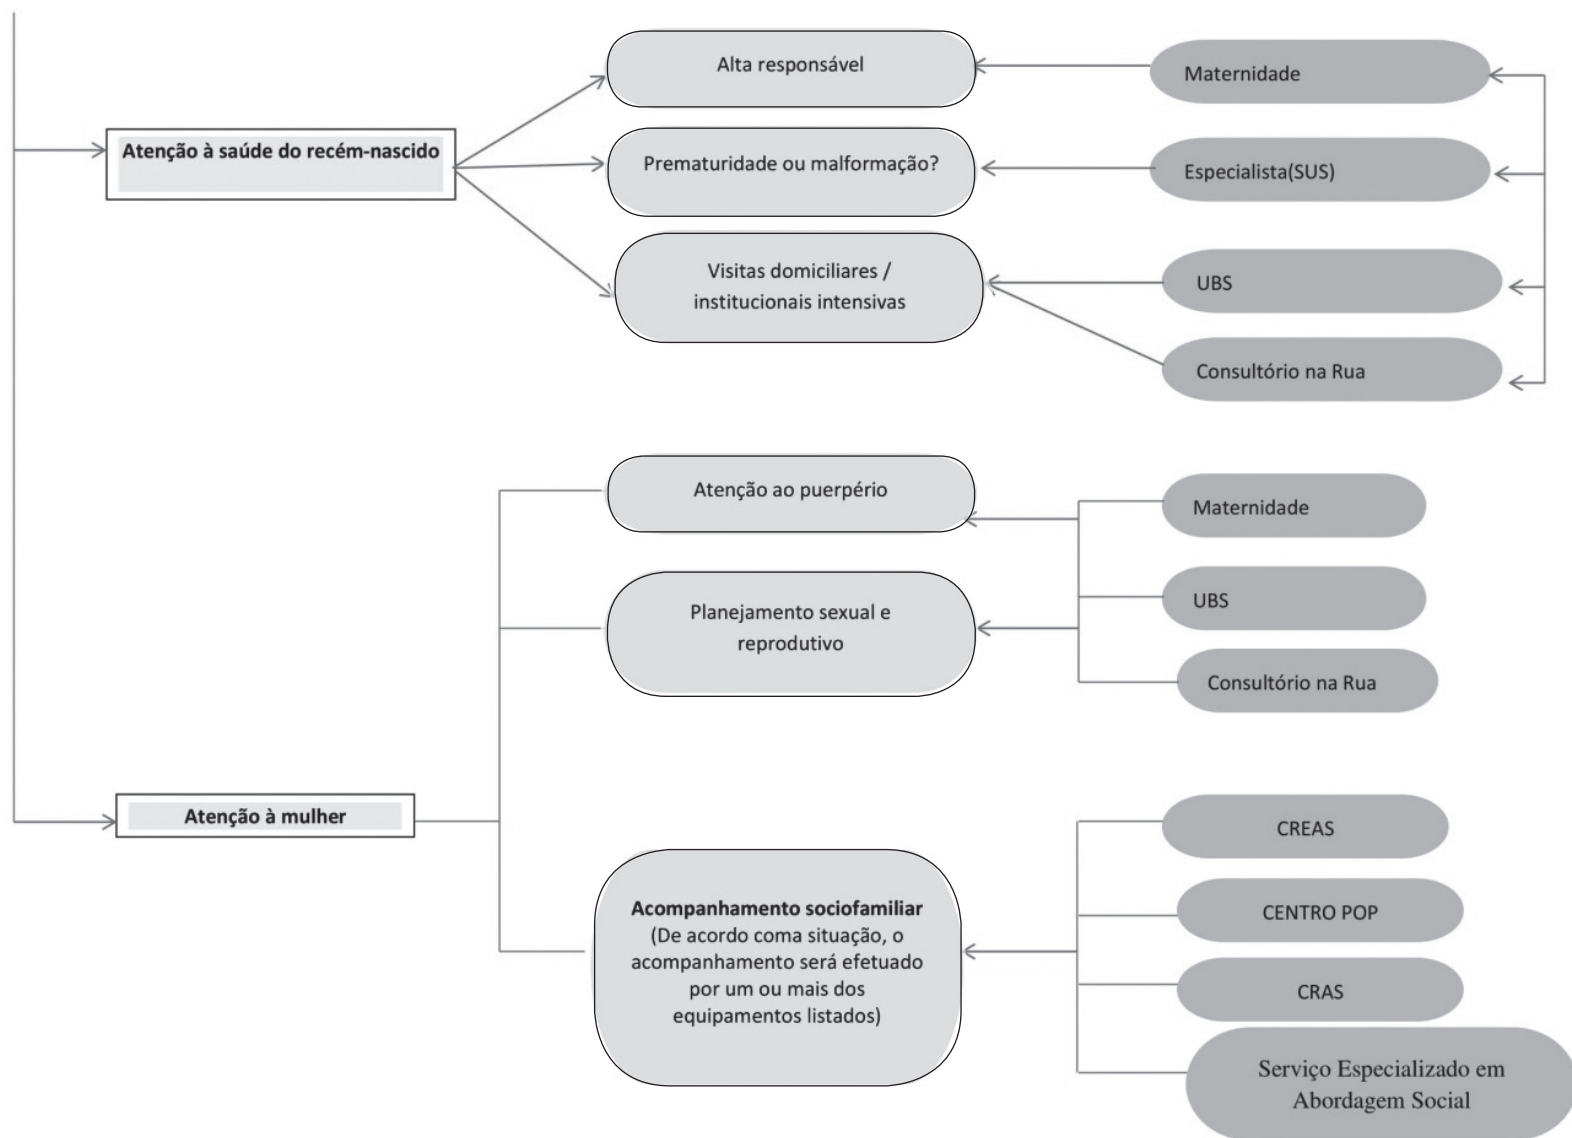 Alta responsável
Maternidade
Atenção à saúde do recém-nascido
Prematuridade ou malformação?
Especialista(SUS)
Visitas domiciliares /
institucionais intensivas
UBS
Consultório na Rua
Atenção ao puerpério
Maternidade
Planejamento sexual e
reprodutivo
UBS
Consultório na Rua
Atenção à mulher
Acompanhamento sociofamiliar
(De acordo coma situação, o
acompanhamento será efetuado
por um ou mais dos
equipamentos listados)
CREAS
CENTRO POP
CRAS
Serviço Especializado em
Abordagem Social